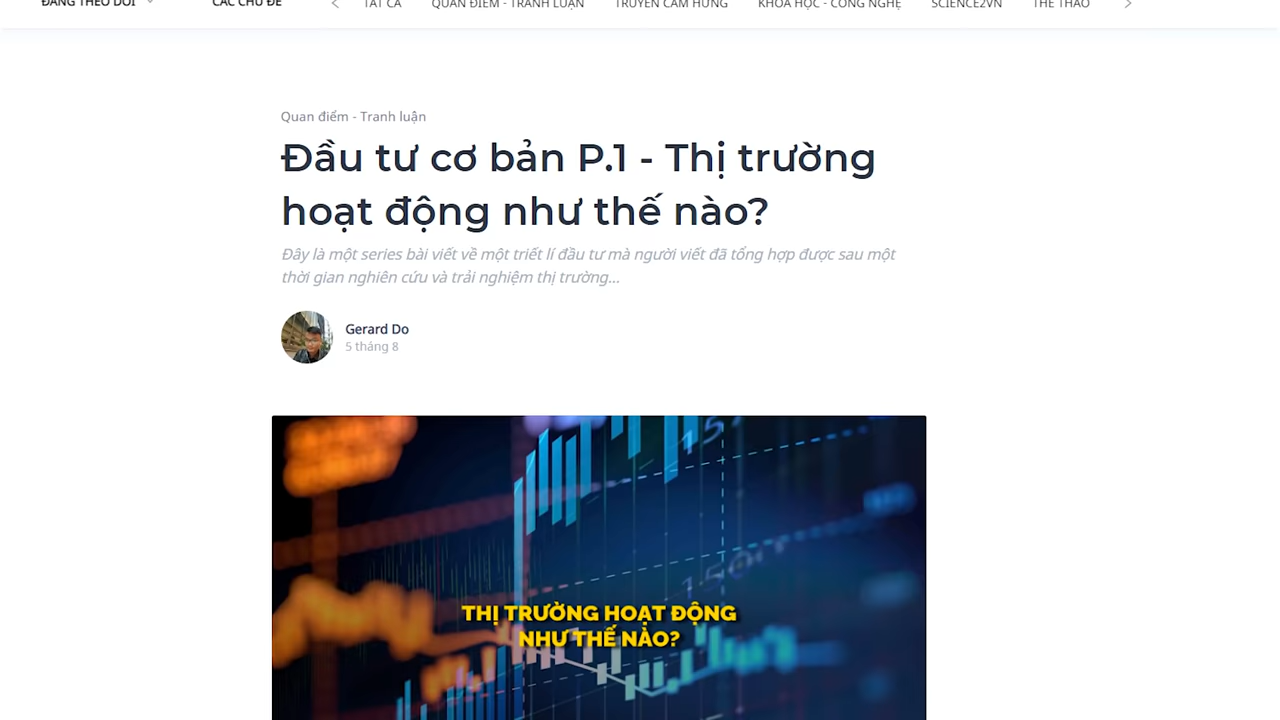 ĐANG THEO DÕI
CÁC CHỦ ĐỀ
TẤT CẢ
QUAN ĐIỂM - TRANH LUẬN
TRUYỀN CẢM HỨNG
KHOA HỌC - CÔNG NGHỆ
SCIENCE2VN
THỂ THAO
Quan điểm - Tranh luận
Đầu tư cơ bản P.1 - Thị trường
hoạt động như thế nào?
Đây là một series bài viết về một triết lí đầu tư mà người viết đã tổng hợp được sau một
thời gian nghiên cứu và trải nghiệm thị trường...
Gerard Do
5 tháng 8
THỊ TRƯỜNG HOẠT ĐỘNG
NHƯ THẾ NÀO?